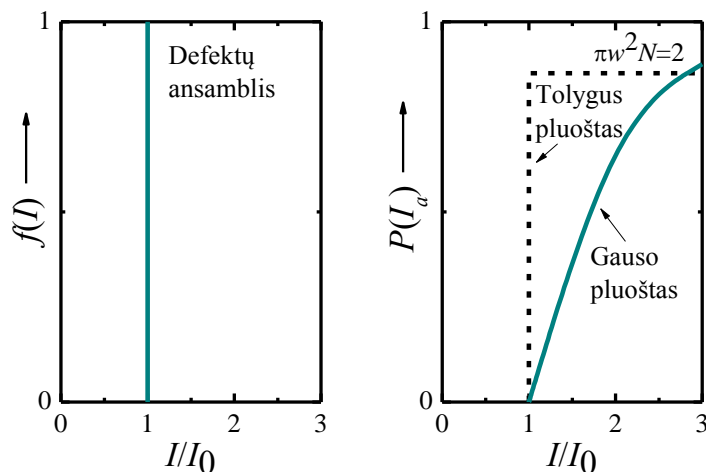 1
Defektų
ansamblis
f(I)
0
0
1
2
3
I/I0
1
πw²N=2
Tolygus
pluoštas
P(Ia)
Gauso
pluoštas
0
0
1
2
3
I/I0